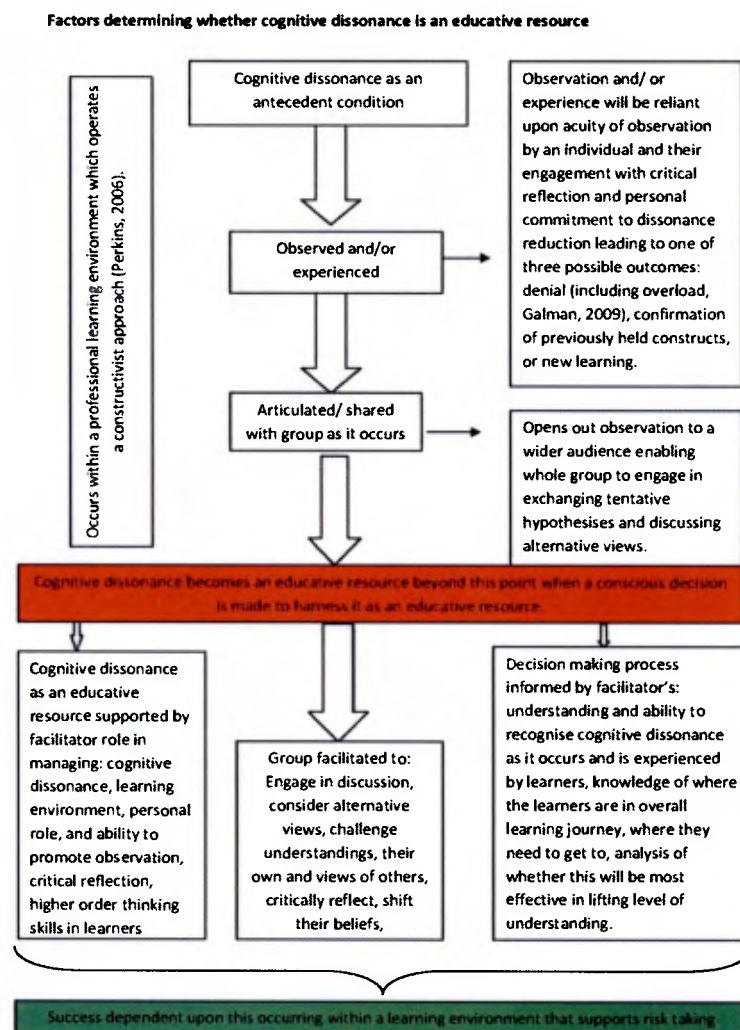 Factors determining whether cognitive dissonance is an educative resource
Occurs within a professional learning environment which operates
a constructivist approach (Perkins, 2006).
Cognitive dissonance as an
antecedent condition
Observed and/or
experienced
Observation and/ or
experience will be reliant
upon acuity of observation
by an individual and their
engagement with critical
reflection and personal
commitment to dissonance
reduction leading to one of
three possible outcomes:
denial (including overload,
Galman, 2009), confirmation
of previously held constructs,
or new learning.
Articulated/ shared
with group as it occurs
Opens out observation to a
wider audience enabling
whole group to engage in
exchanging tentative
hypothesises and discussing
alternative views.
Cognitive dissonance becomes an educative resource beyond this point when a conscious decision
is made to harness it as an educative resource.
Cognitive dissonance
as an educative
resource supported by
facilitator role in
managing: cognitive
dissonance, learning
environment, personal
role, and ability to
promote observation,
critical reflection,
higher order thinking
skills in learners
Group facilitated to:
Engage in discussion,
consider alternative
views, challenge
understandings, their
own and views of others,
critically reflect, shift
their beliefs,
Decision making process
informed by facilitator's:
understanding and ability to
recognise cognitive dissonance
as it occurs and is experienced
by learners, knowledge of where
the learners are in overall
learning journey, where they
need to get to, analysis of
whether this will be most
effective in lifting level of
understanding.
Success dependent upon this occurring within a learning environment that supports risk taking